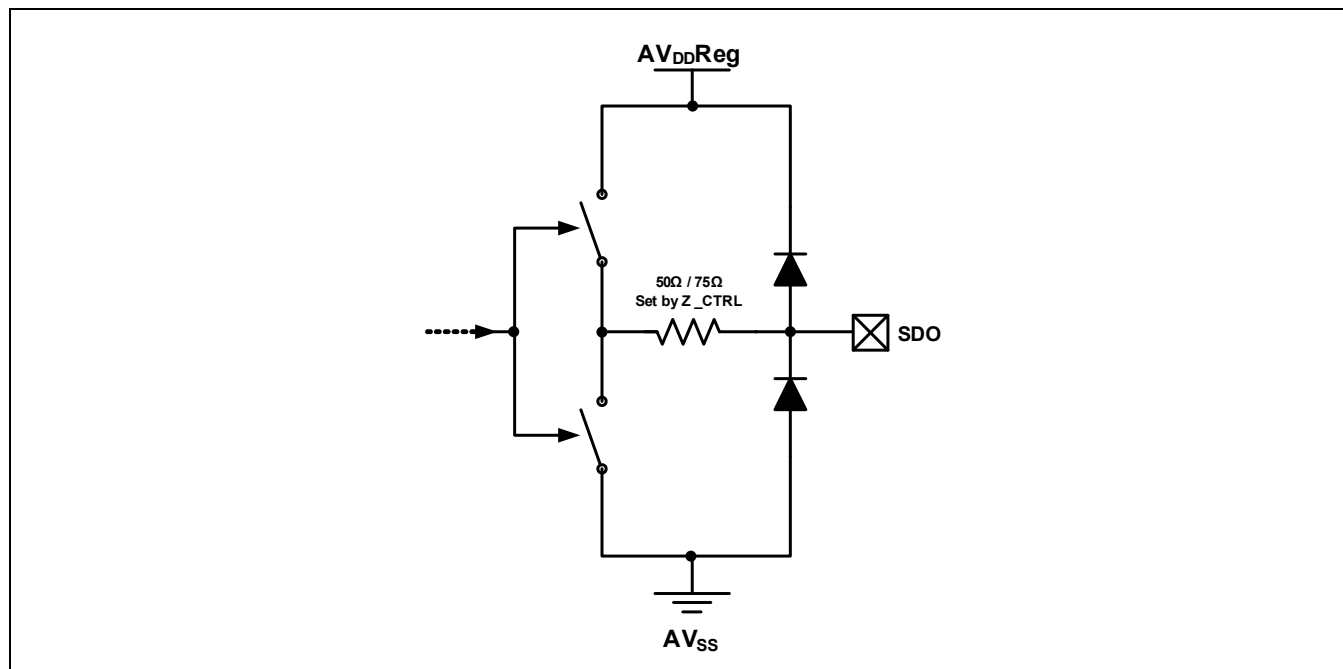 AVDDReg
50Ω / 75Ω
Set by Z_CTRL
SDO
AVSS